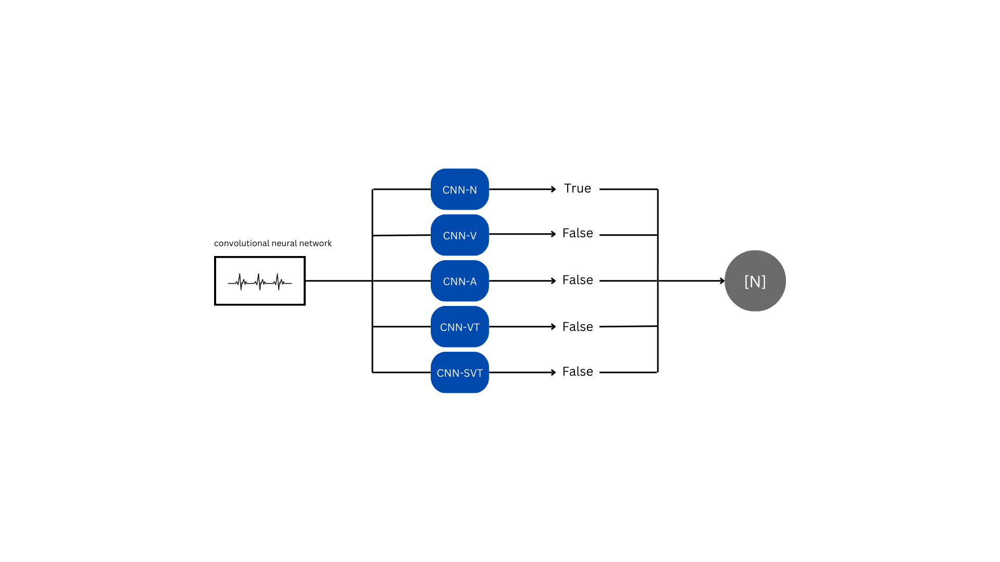 convolutional neural network
CNN-N
True
CNN-V
False
CNN-A
False
[N]
CNN-VT
False
CNN-SVT
False